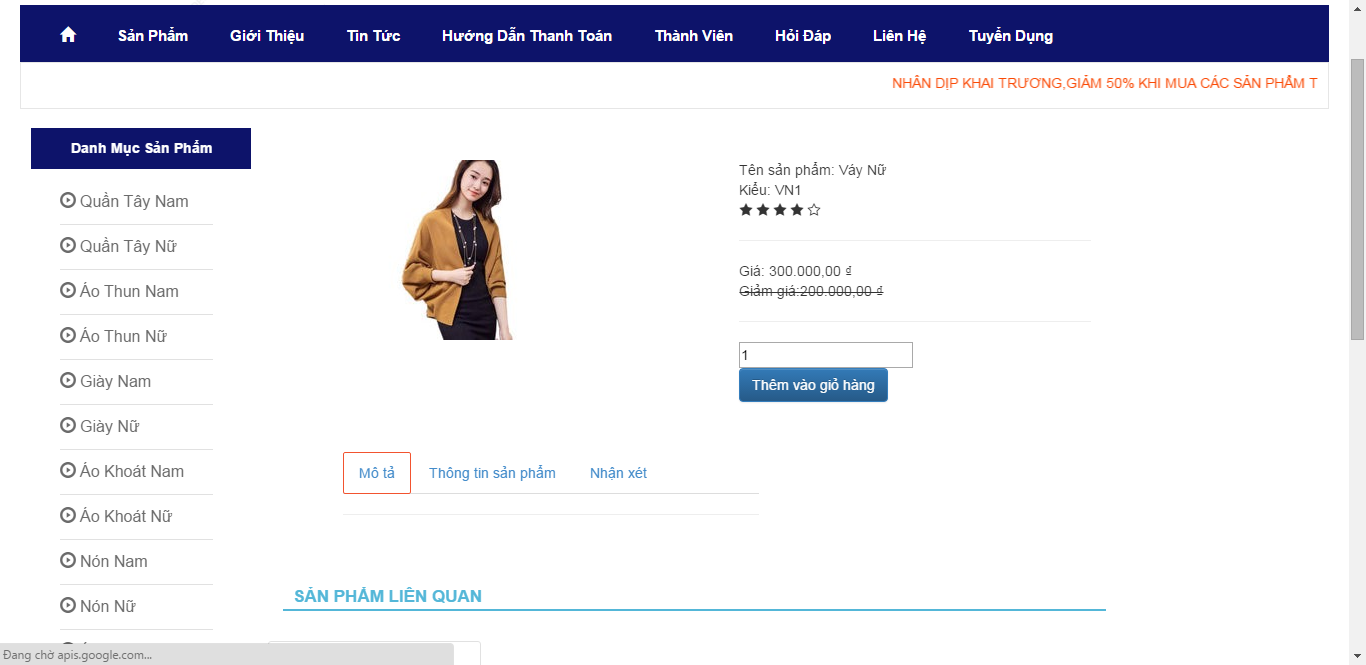 Sản Phẩm Giới Thiệu Tin Tức Hướng Dẫn Thanh Toán Thành Viên Hỏi Đáp Liên Hệ Tuyển Dụng
NHÂN DỊP KHAI TRƯƠNG,GIẢM 50% KHI MUA CÁC SẢN PHẨM T
Danh Mục Sản Phẩm
Quần Tây Nam
Quần Tây Nữ
Áo Thun Nam
Áo Thun Nữ
Giày Nam
Giày Nữ
Áo Khoát Nam
Áo Khoát Nữ
Nón Nam
Nón Nữ
Tên sản phẩm: Váy Nữ
Kiểu: VN1
Giá: 300.000,00 ₫
Giảm giá:200.000,00 ₫
1
Thêm vào giỏ hàng
Mô tả Thông tin sản phẩm Nhận xét
SẢN PHẨM LIÊN QUAN
Đang chờ apis.google.com...